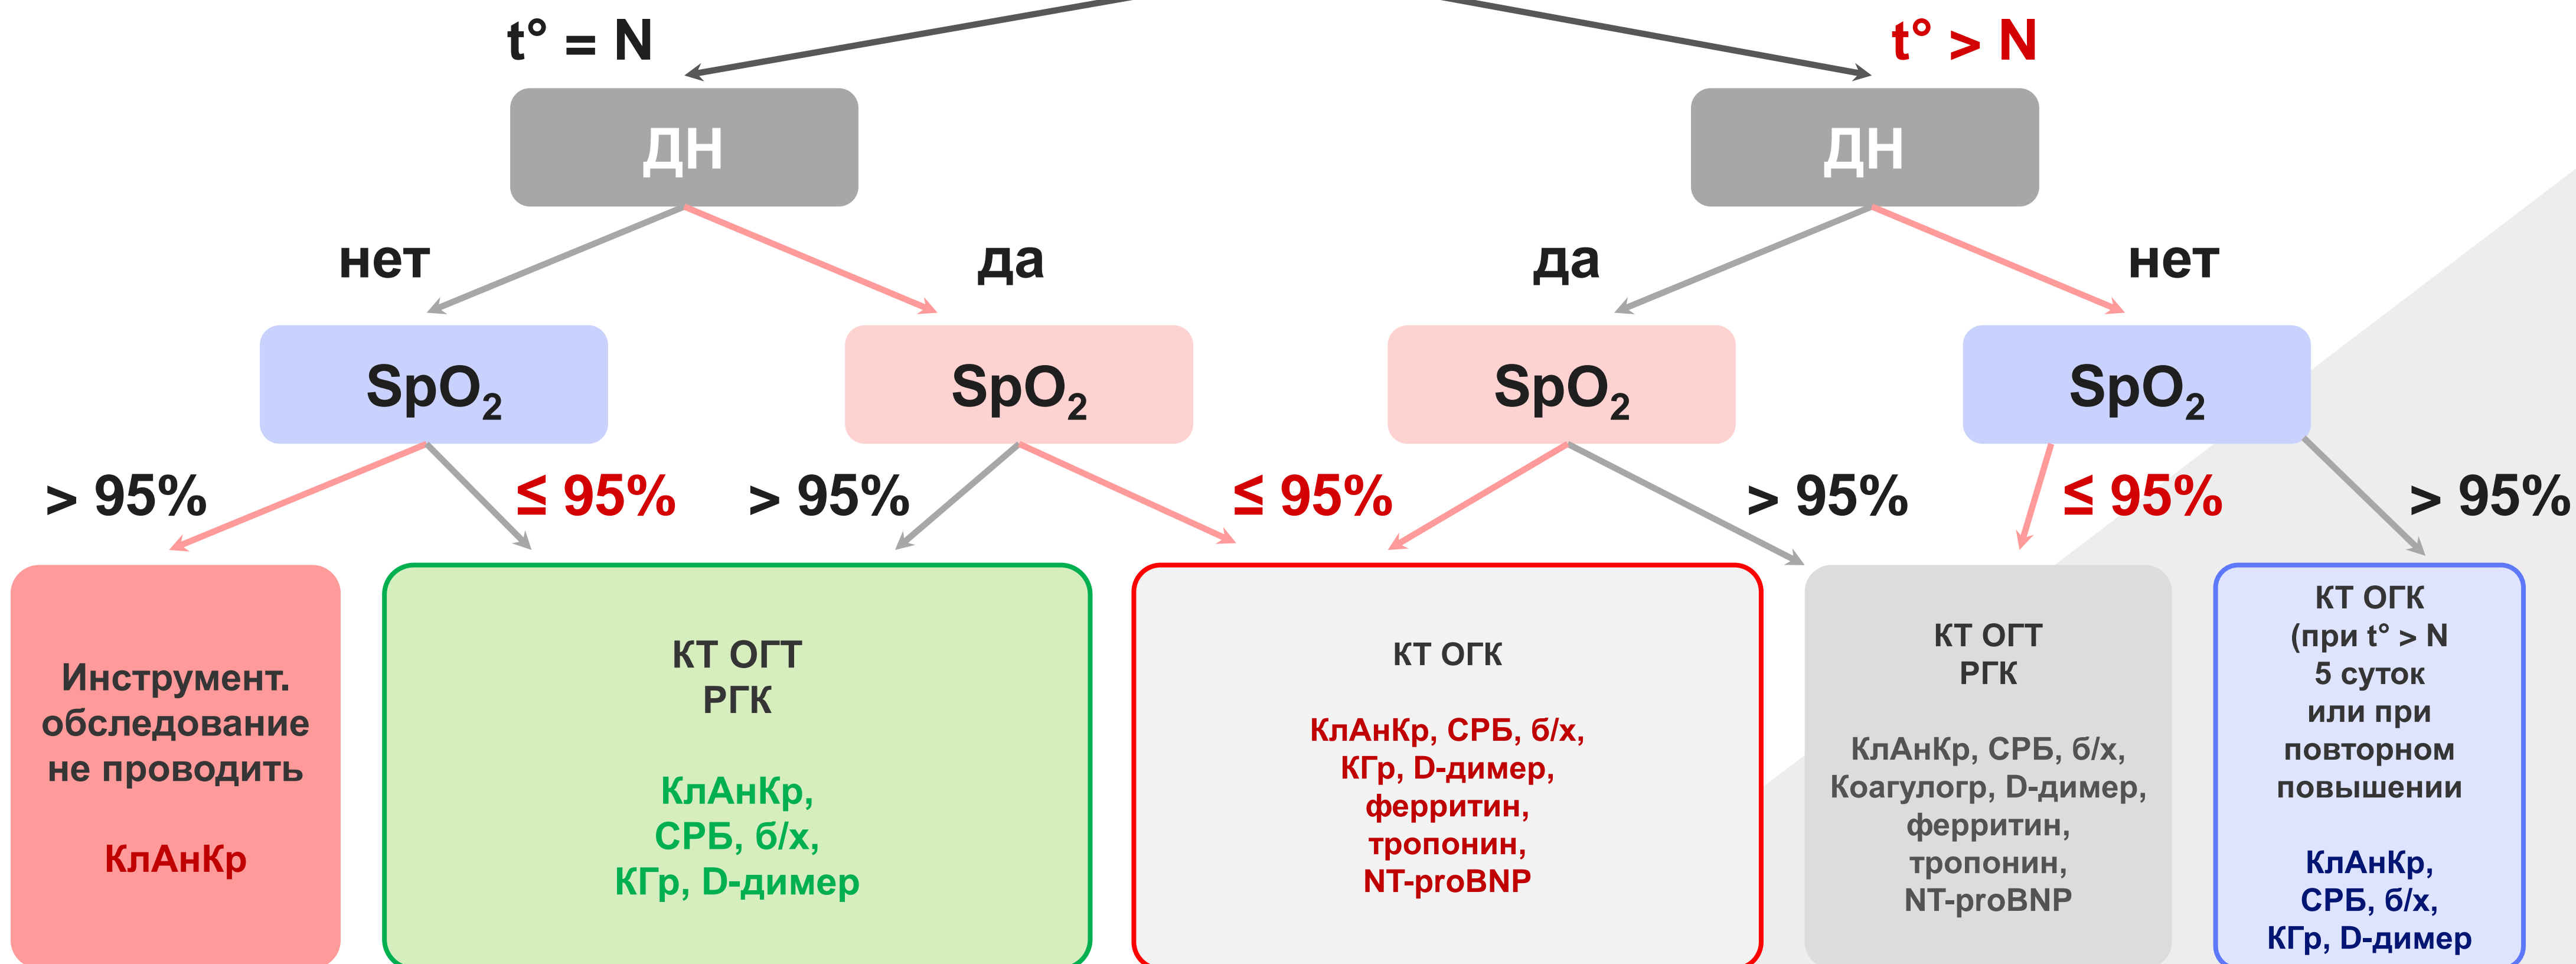 t° = N
t° > N
ДН
ДН
нет
да
да
нет
SpO₂
SpO₂
SpO₂
SpO₂
> 95%
≤ 95%
> 95%
≤ 95%
> 95%
≤ 95%
> 95%
Инструмент.
обследование
не проводить
КлАнКр
КТ ОГТ
РГК
КлАнКр,
СРБ, б/х,
КГр, D-димер
КТ ОГК
КлАнКр, СРБ, б/х,
КГр, D-димер,
ферритин,
тропонин,
NT-proBNP
КТ ОГТ
РГК
КлАнКр, СРБ, б/х,
Коагулогр, D-димер,
ферритин,
тропонин,
NT-proBNP
КТ ОГК
(при t° > N
5 суток
или при
повторном
повышении
КлАнКр,
СРБ, б/х,
КГр, D-димер